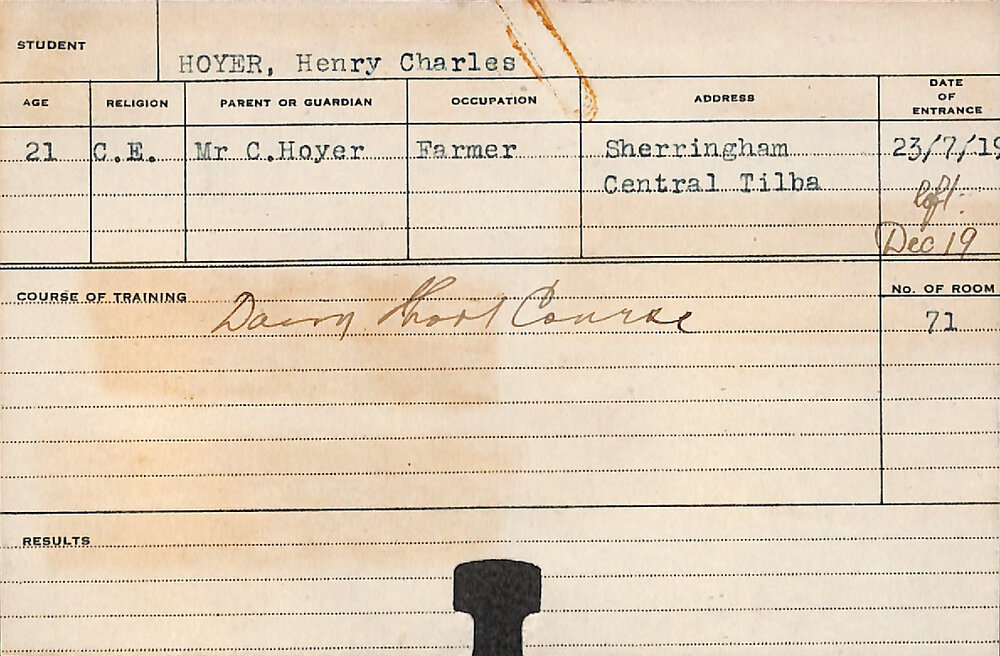 STUDENT
HOYER, Henry Charles
AGE RELIGION PARENT OR GUARDIAN OCCUPATION ADDRESS DATE OF ENTRANCE
21 C.E. Mr C.Hoyer Farmer Sherringham 23/7/19
Central Tilba left:
Dec 19
COURSE OF TRAINING Dairy Short Course No. OF ROOM
71
RESULTS